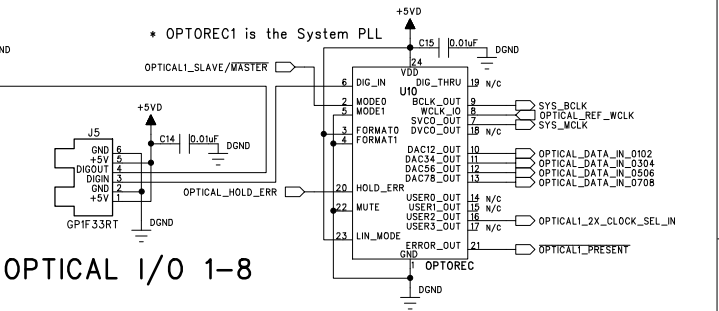 +5VD
* OPTOREC1 is the System PLL
C15 0.01uF DGND
ND
OPTICAL1_SLAVE/MASTER
24
VDD
6 DIG_IN DIG_THRU 19 N/C
U10
2 MODE0 BCLK_OUT 9 SYS_BCLK
5 MODE1 WCLK_IO 8 OPTICAL_REF_WCLK
SVCO_OUT 7 SYS_MCLK
3 FORMAT0 DVCO_OUT 18 N/C
4 FORMAT1
DAC12_OUT 10 OPTICAL_DATA_IN_0102
DAC34_OUT 11 OPTICAL_DATA_IN_0304
DAC56_OUT 12 OPTICAL_DATA_IN_0506
DAC78_OUT 13 OPTICAL_DATA_IN_0708
OPTICAL_HOLD_ERR 20 HOLD_ERR
USER0_OUT 14 N/C
USER1_OUT 15 N/C
22 MUTE USER2_OUT 16 OPTICAL1_2X_CLOCK_SEL_IN
USER3_OUT 17 N/C
23 LIN_MODE
ERROR_OUT 21 OPTICAL1_PRESENT
GND
1 OPTOREC
DGND
+5VD
J5
C14 0.01uF DGND
GND 6
+5V 5
DIGOUT 4
DIGIN 3
GND 2
+5V 1
GP1F33RT
DGND
OPTICAL I/O 1-8